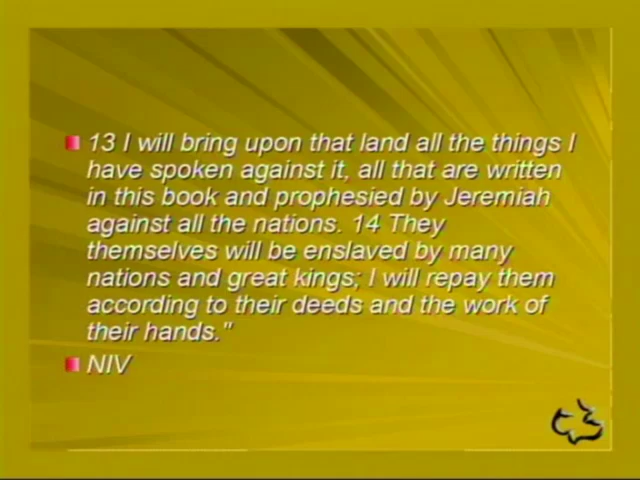 13 I will bring upon that land all the things I
have spoken against it, all that are written
in this book and prophesied by Jeremiah
against all the nations. 14 They
themselves will be enslaved by many
nations and great kings; I will repay them
according to their deeds and the work of
their hands."
NIV